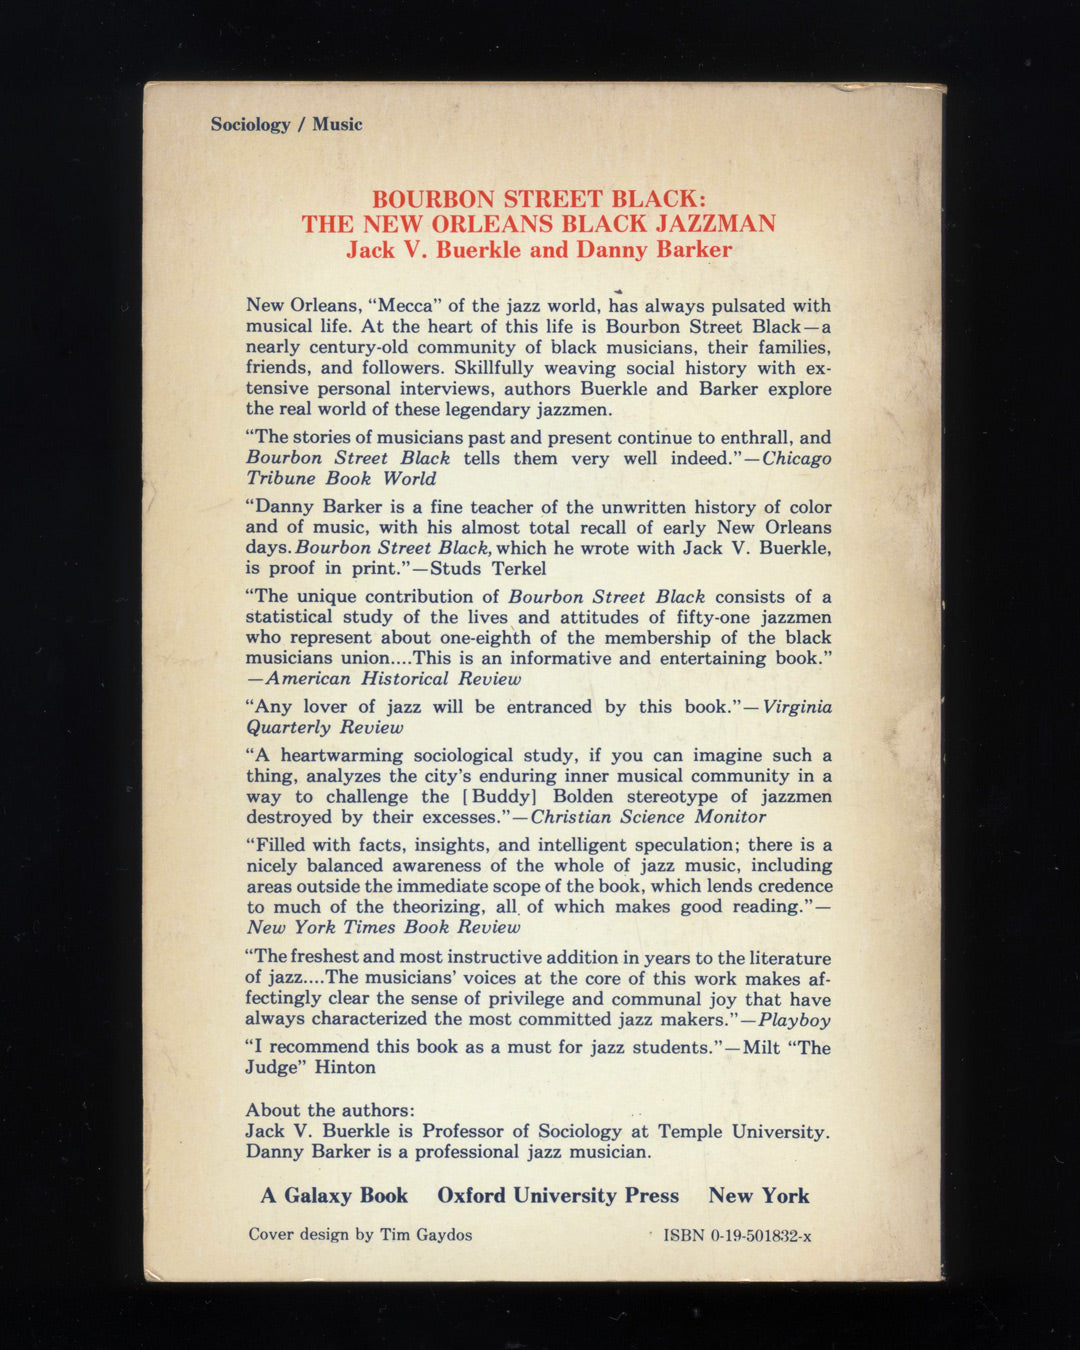 Sociology / Music
BOURBON STREET BLACK:
THE NEW ORLEANS BLACK JAZZMAN
Jack V. Buerkle and Danny Barker
New Orleans, “Mecca” of the jazz world, has always pulsated with
musical life. At the heart of this life is Bourbon Street Black—a
nearly century-old community of black musicians, their families,
friends, and followers. Skillfully weaving social history with ex-
tensive personal interviews, authors Buerkle and Barker explore
the real world of these legendary jazzmen.
“The stories of musicians past and present continue to enthrall, and
Bourbon Street Black tells them very well indeed.”—Chicago
Tribune Book World
“Danny Barker is a fine teacher of the unwritten history of color
and of music, with his almost total recall of early New Orleans
days. Bourbon Street Black, which he wrote with Jack V. Buerkle,
is proof in print.”—Studs Terkel
“The unique contribution of Bourbon Street Black consists of a
statistical study of the lives and attitudes of fifty-one jazzmen
who represent about one-eighth of the membership of the black
musicians union....This is an informative and entertaining book.”
—American Historical Review
“Any lover of jazz will be entranced by this book.”—Virginia
Quarterly Review
“A heartwarming sociological study, if you can imagine such a
thing, analyzes the city’s enduring inner musical community in a
way to challenge the [Buddy] Bolden stereotype of jazzmen
destroyed by their excesses.”—Christian Science Monitor
“Filled with facts, insights, and intelligent speculation; there is a
nicely balanced awareness of the whole of jazz music, including
areas outside the immediate scope of the book, which lends credence
to much of the theorizing, all of which makes good reading.”—
New York Times Book Review
“The freshest and most instructive addition in years to the literature
of jazz....The musicians’ voices at the core of this work makes af-
fectingly clear the sense of privilege and communal joy that have
always characterized the most committed jazz makers.”—Playboy
“I recommend this book as a must for jazz students.”—Milt “The
Judge” Hinton
About the authors:
Jack V. Buerkle is Professor of Sociology at Temple University.
Danny Barker is a professional jazz musician.
A Galaxy Book Oxford University Press New York
Cover design by Tim Gaydos ISBN 0-19-501832-x